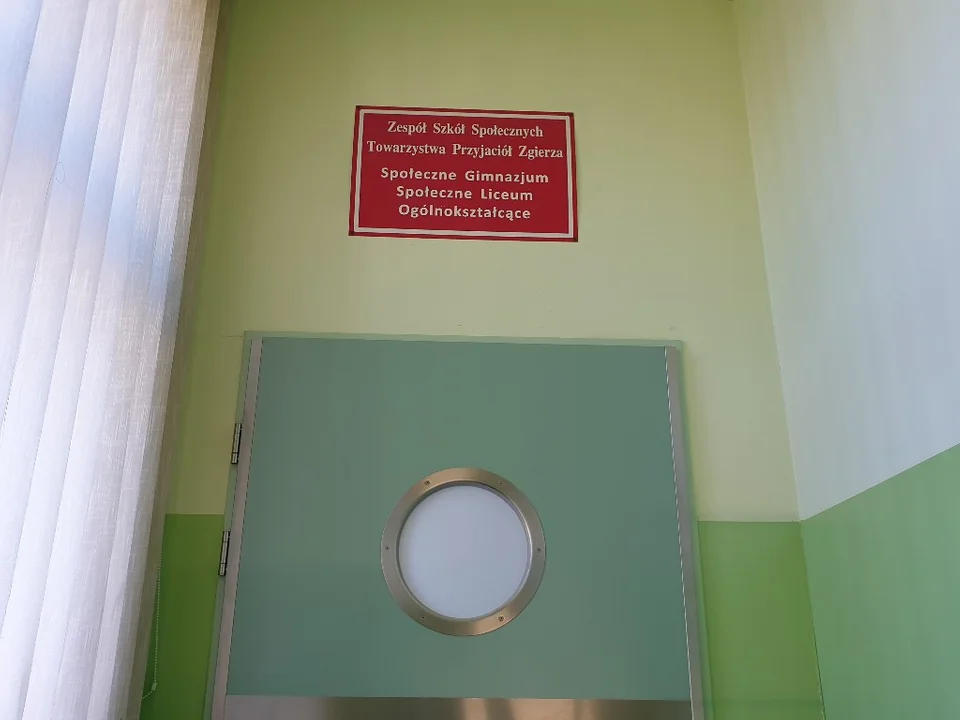 Zespół Szkół Społecznych
Towarzystwa Przyjaciół Zgierza
Społeczne Gimnazjum
Społeczne Liceum
Ogólnokształcące